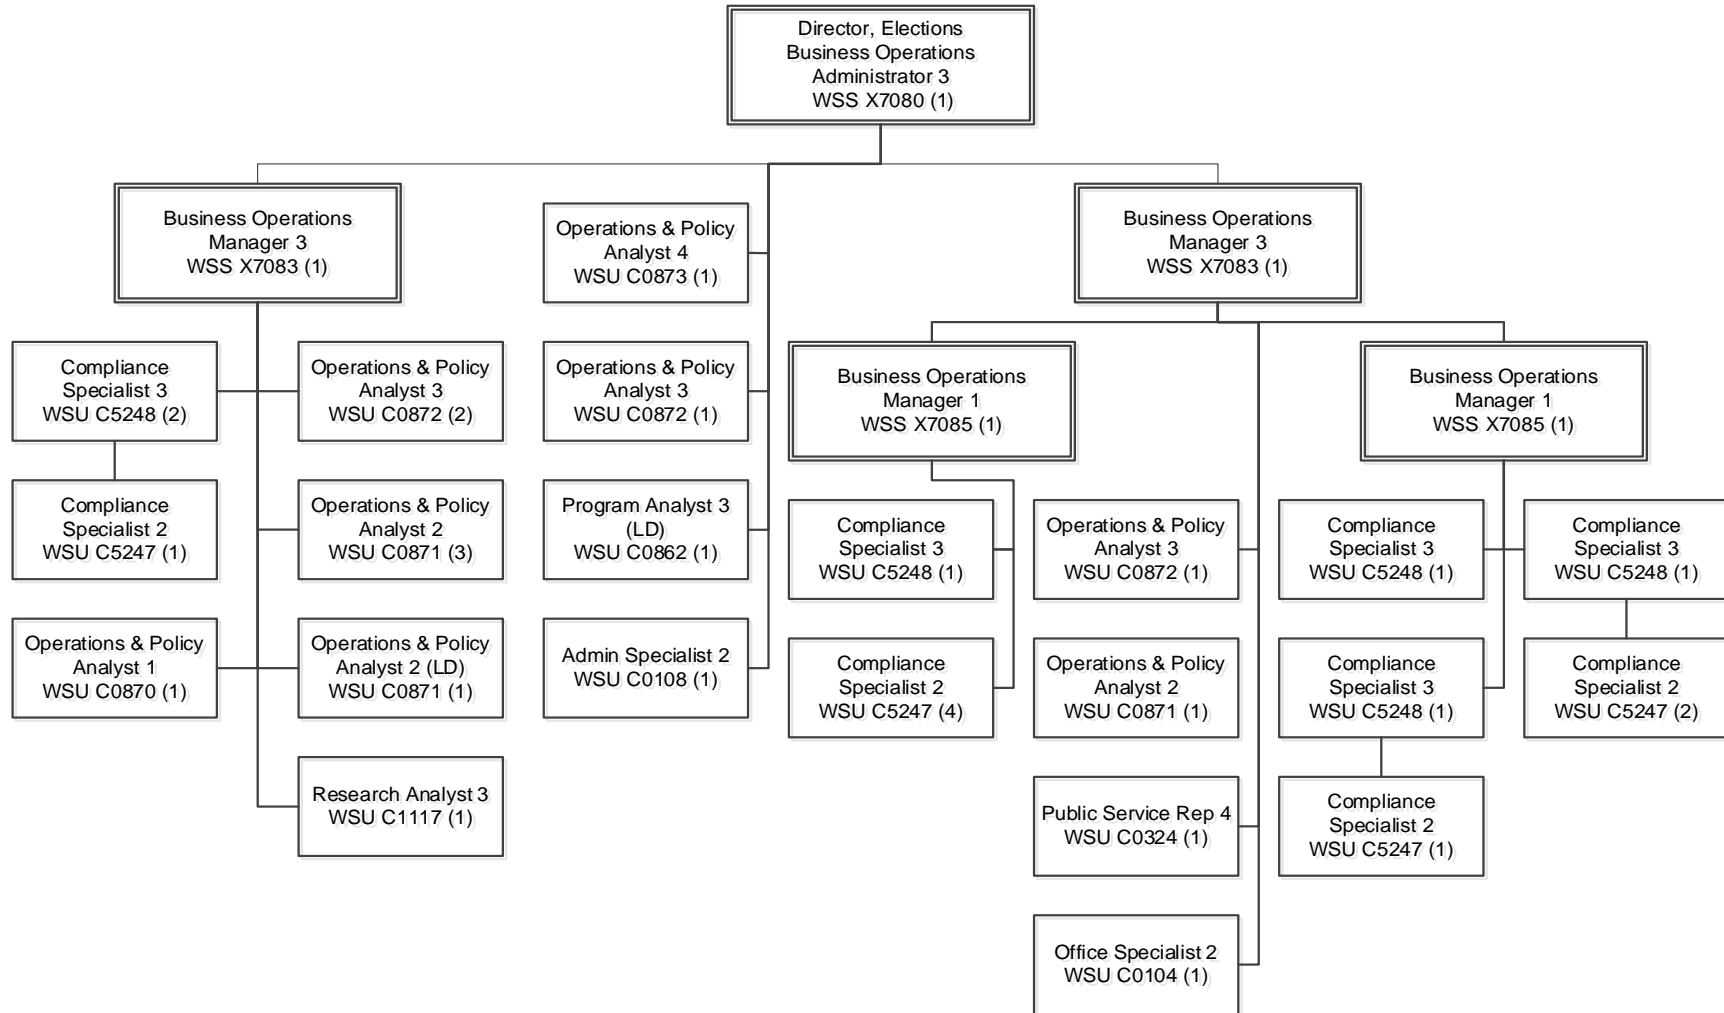 Director, Elections
Business Operations
Administrator 3
WSS X7080 (1)
Business Operations
Manager 3
WSS X7083 (1)
Operations & Policy
Analyst 4
WSU C0873 (1)
Business Operations
Manager 3
WSS X7083 (1)
Compliance
Specialist 3
WSU C5248 (2)
Operations & Policy
Analyst 3
WSU C0872 (2)
Operations & Policy
Analyst 3
WSU C0872 (1)
Business Operations
Manager 1
WSS X7085 (1)
Business Operations
Manager 1
WSS X7085 (1)
Compliance
Specialist 2
WSU C5247 (1)
Operations & Policy
Analyst 2
WSU C0871 (3)
Program Analyst 3
(LD)
WSU C0862 (1)
Compliance
Specialist 3
WSU C5248 (1)
Operations & Policy
Analyst 3
WSU C0872 (1)
Compliance
Specialist 3
WSU C5248 (1)
Compliance
Specialist 3
WSU C5248 (1)
Operations & Policy
Analyst 1
WSU C0870 (1)
Operations & Policy
Analyst 2 (LD)
WSU C0871 (1)
Admin Specialist 2
WSU C0108 (1)
Compliance
Specialist 2
WSU C5247 (4)
Operations & Policy
Analyst 2
WSU C0871 (1)
Compliance
Specialist 3
WSU C5248 (1)
Compliance
Specialist 2
WSU C5247 (2)
Research Analyst 3
WSU C1117 (1)
Public Service Rep 4
WSU C0324 (1)
Compliance
Specialist 2
WSU C5247 (1)
Office Specialist 2
WSU C0104 (1)